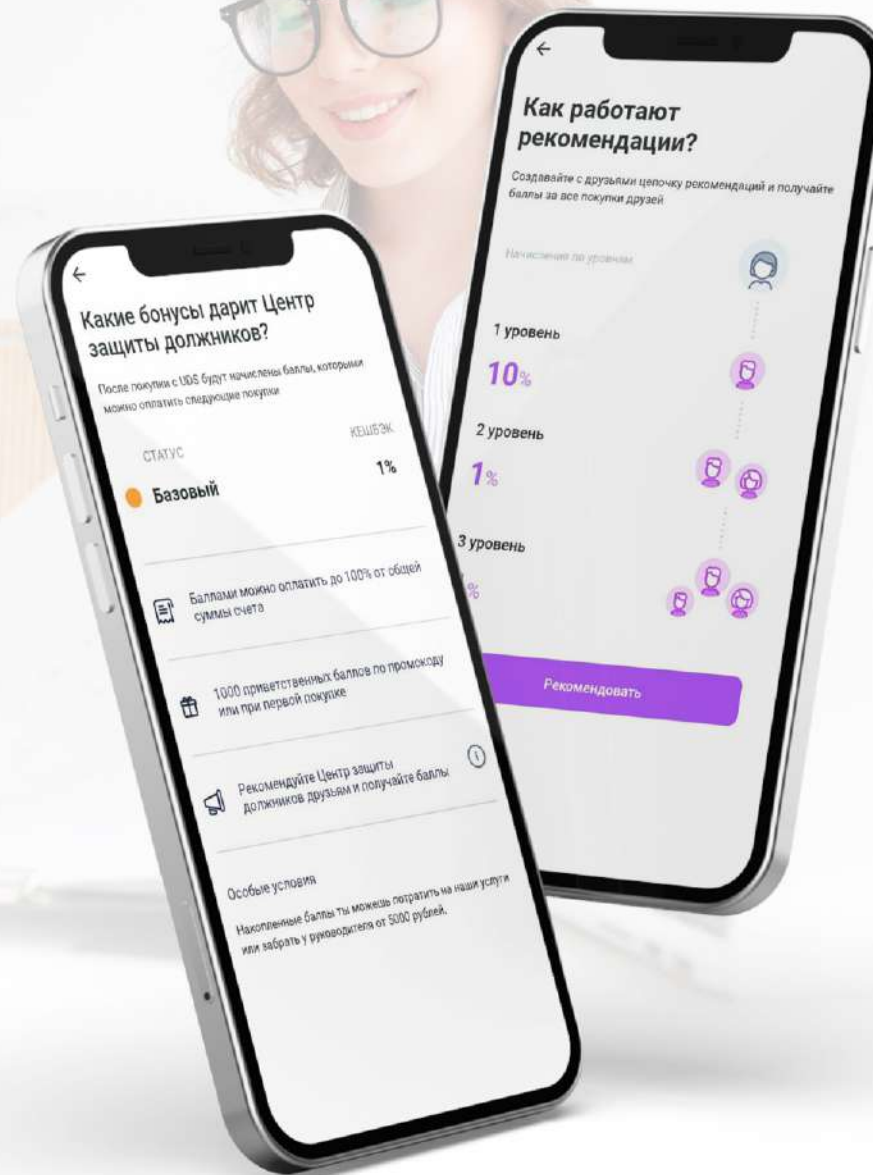 Какие бонусы дарит Центр
защиты должников?
После покупки с UDS будут начислены баллы, которыми
можно оплатить следующие покупки
СТАТУС КЕШБЭК
Базовый 1%
Баллами можно оплатить до 100% от общей
суммы счета
1000 приветственных баллов по промокоду
или при первой покупке
Рекомендуйте Центр защиты
должников друзьям и получайте баллы
Особые условия
Накопленные баллы ты можешь потратить на наши услуги
или забрать у руководителя от 5000 рублей.
Как работают
рекомендации?
Создавайте с друзьями цепочку рекомендаций и получайте
баллы за все покупки друзей
Начисления по уровням
1 уровень
10%
2 уровень
1%
3 уровень
%
Рекомендовать